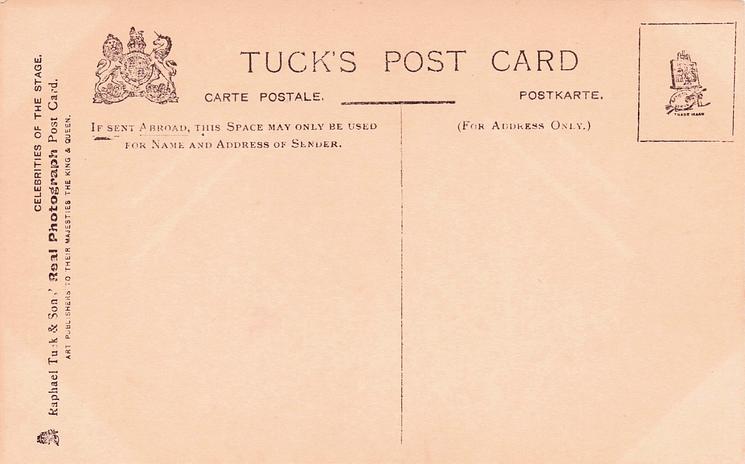 TUCK'S POST CARD
CARTE POSTALE.
POSTKARTE.
IF SENT ABROAD, THIS SPACE MAY ONLY BE USED
FOR NAME AND ADDRESS OF SENDER.
(FOR ADDRESS ONLY.)
TRADE MARK
CELEBRITIES OF THE STAGE.
Raphael Tuck & Sons' Real Photograph Post Card.
ART PUBLISHERS TO THEIR MAJESTIES THE KING & QUEEN.